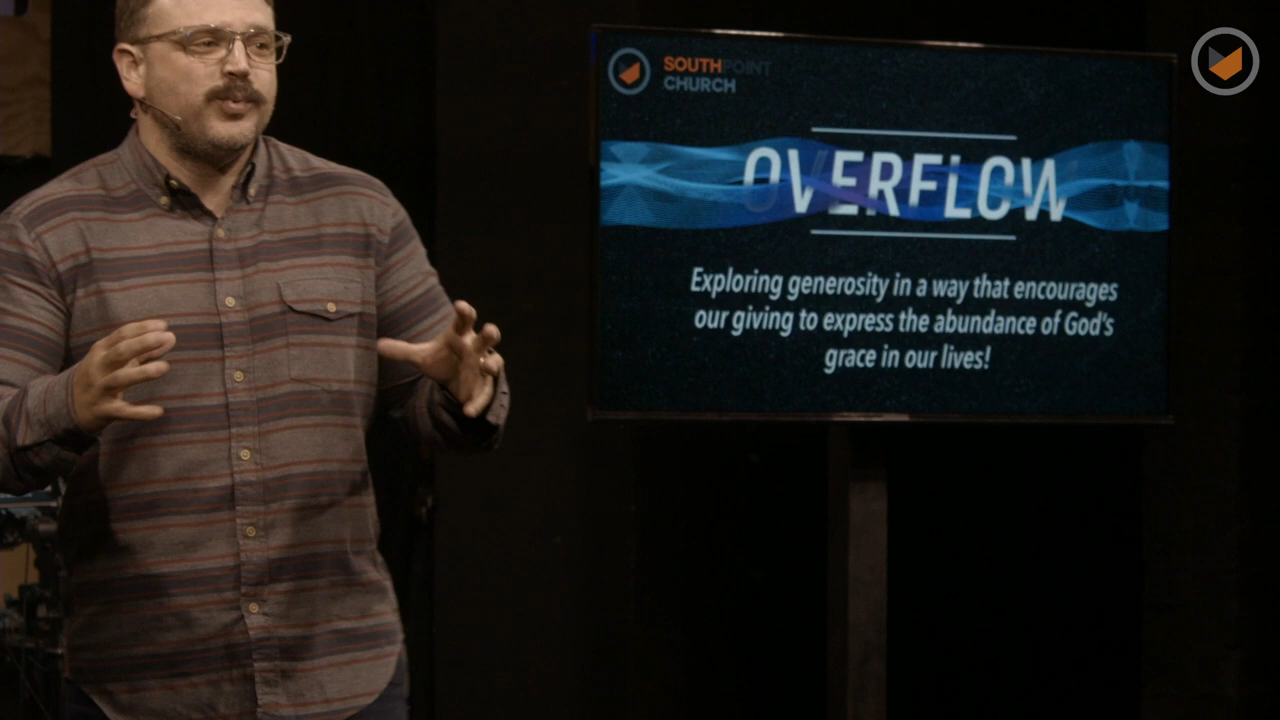 SOUTHPOINT
CHURCH
OVERFLOW
Exploring generosity in a way that encourages
our giving to express the abundance of God's
grace in our lives!